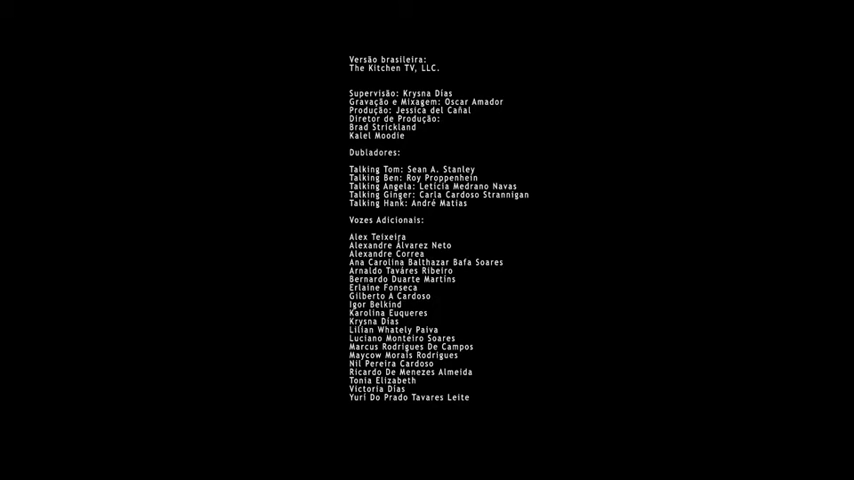 Versão brasileira:
The Kitchen TV, LLC.
Supervisão: Krysna Dias
Gravação e Mixagem: Oscar Amador
Produção: Jessica del Cañal
Diretor de Produção:
Brad Strickland
Kalel Moodie
Dubladores:
Talking Tom: Sean A. Stanley
Talking Ben: Roy Proppenhein
Talking Angela: Letícia Medrano Navas
Talking Ginger: Carla Cardoso Strannigan
Talking Hank: André Matias
Vozes Adicionais:
Alex Teixeira
Alexandre Álvarez Neto
Alexandre Correa
Ana Carolina Balthazar Bafa Soares
Arnaldo Taváres Ribeiro
Bernardo Duarte Martins
Erlaine Fonseca
Gilberto A Cardoso
Igor Belkind
Karolina Euqueres
Krysna Dias
Lilian Whately Paiva
Luciano Monteiro Soares
Marcus Rodrigues De Campos
Maycow Morais Rodrigues
Nil Pereira Cardoso
Ricardo De Menezes Almeida
Tonia Elizabeth
Victoria Dias
Yuri Do Prado Tavares Leite